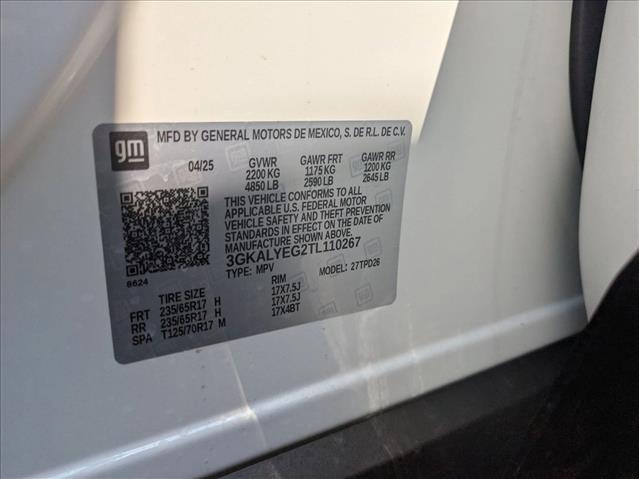 gm
MFD BY GENERAL MOTORS DE MEXICO, S. DE R.L. DE C.V.
04/25 GVWR GAWR FRT GAWR RR
2200 KG 1175 KG 1200 KG
4850 LB 2590 LB 2645 LB
THIS VEHICLE CONFORMS TO ALL
APPLICABLE U.S. FEDERAL MOTOR
VEHICLE SAFETY AND THEFT PREVENTION
STANDARDS IN EFFECT ON THE DATE OF
MANUFACTURE SHOWN ABOVE.
3GKALYEG2TL110267
TYPE: MPV MODEL: 27TPD26
8624
TIRE SIZE RIM
FRT 235/65R17 H 17X7.5J
RR 235/65R17 H 17X7.5J
SPA T125/70R17 M 17X4BT